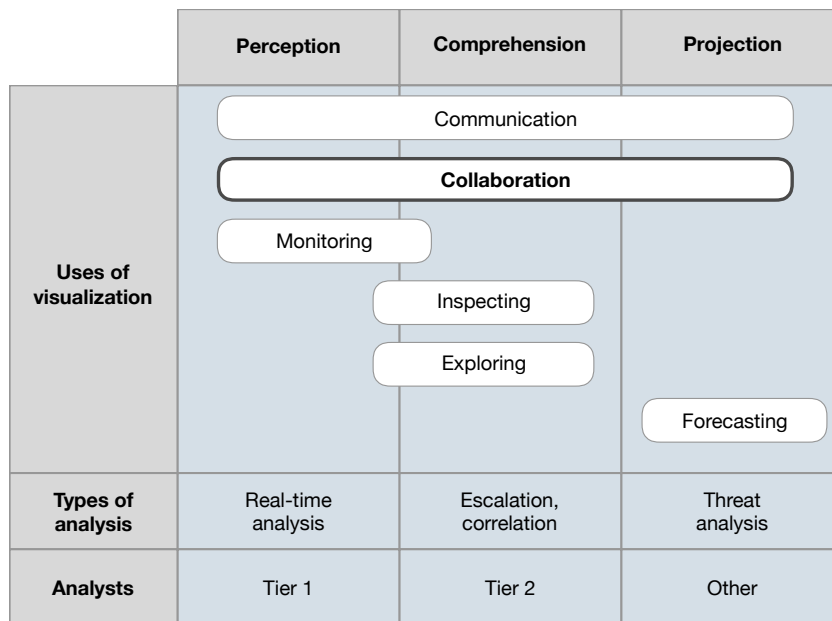 Perception
Comprehension
Projection
Communication
Collaboration
Monitoring
Uses of
visualization
Inspecting
Exploring
Forecasting
Types of
analysis
Real-time
analysis
Escalation,
correlation
Threat
analysis
Analysts
Tier 1
Tier 2
Other